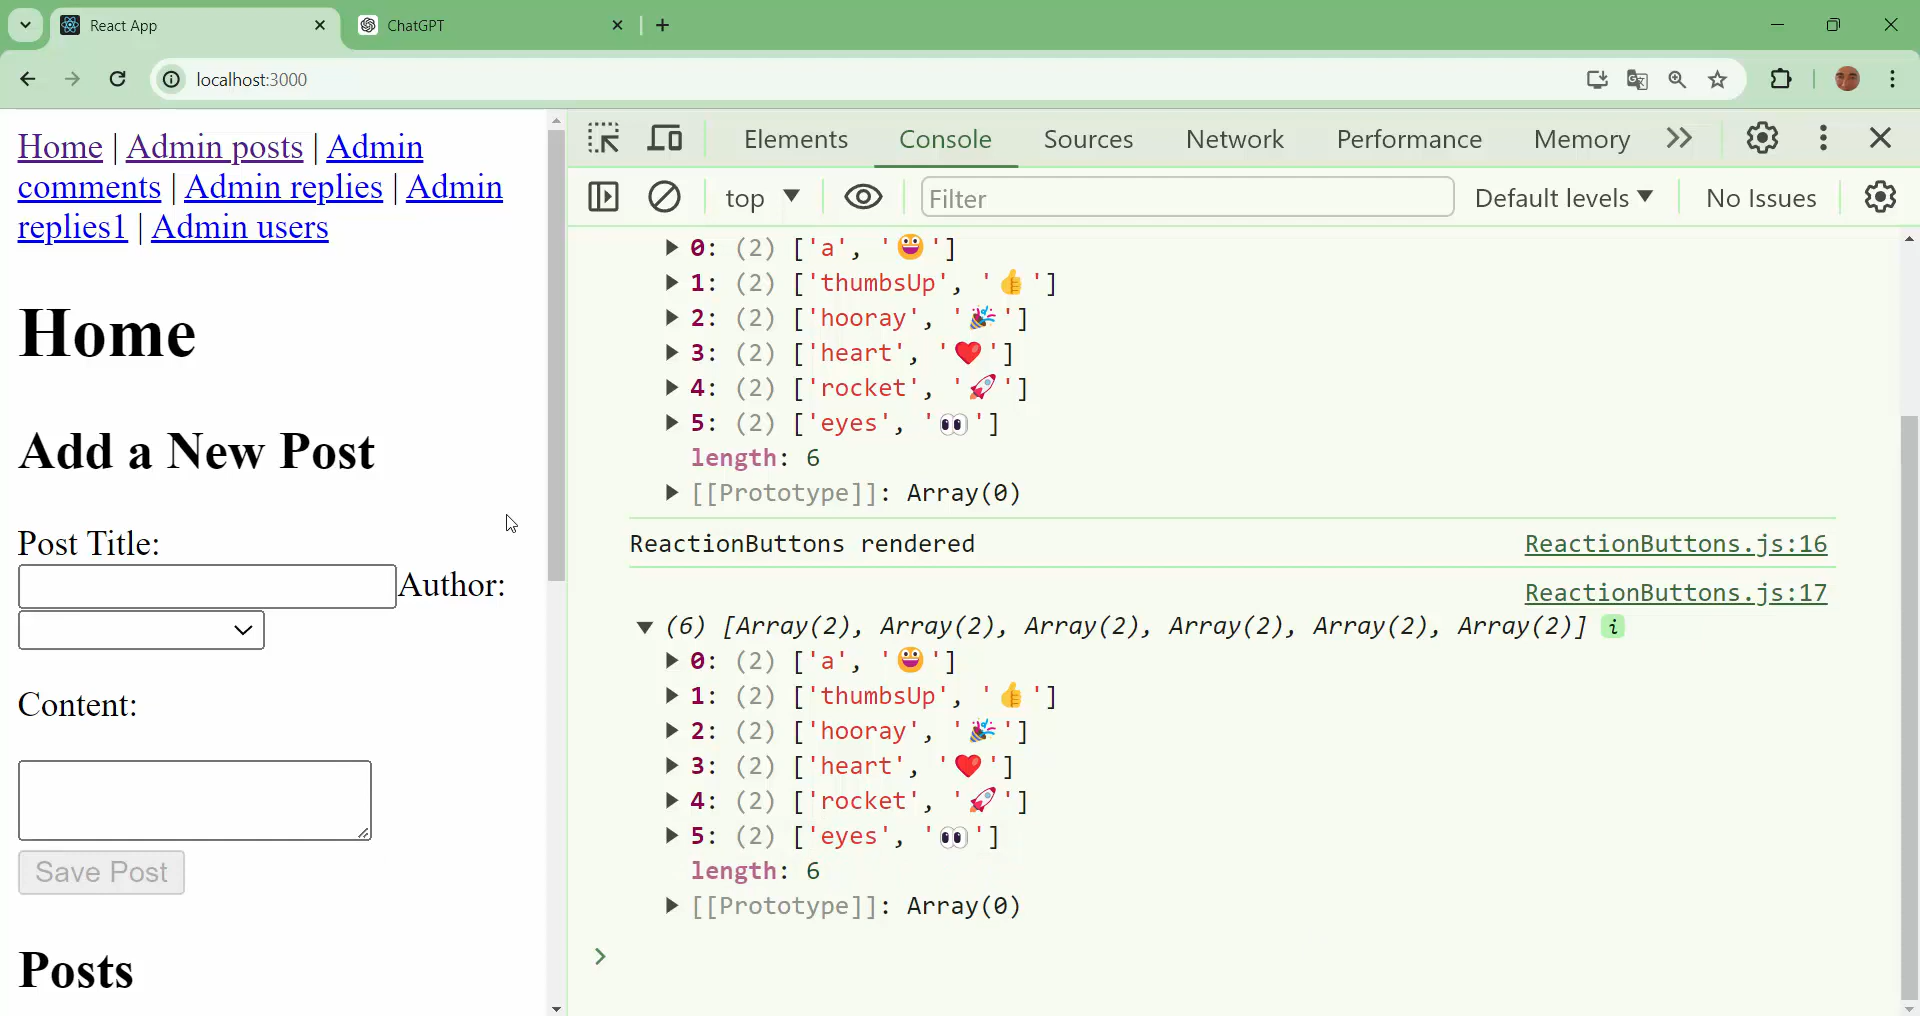 React App
ChatGPT
localhost:3000
Home | Admin posts | Admin
comments | Admin replies | Admin
replies1 | Admin users
Home
Add a New Post
Post Title:
Author:
Content:
Save Post
Posts
Elements Console Sources Network Performance Memory
top Filter Default levels No Issues
0: (2) ['a', '😀']
1: (2) ['thumbsUp', '👍']
2: (2) ['hooray', '🎉']
3: (2) ['heart', '❤️']
4: (2) ['rocket', '🚀']
5: (2) ['eyes', '👀']
length: 6
[[Prototype]]: Array(0)
ReactionButtons rendered ReactionButtons.js:16
ReactionButtons.js:17
(6) [Array(2), Array(2), Array(2), Array(2), Array(2), Array(2)] i
0: (2) ['a', '😀']
1: (2) ['thumbsUp', '👍']
2: (2) ['hooray', '🎉']
3: (2) ['heart', '❤️']
4: (2) ['rocket', '🚀']
5: (2) ['eyes', '👀']
length: 6
[[Prototype]]: Array(0)